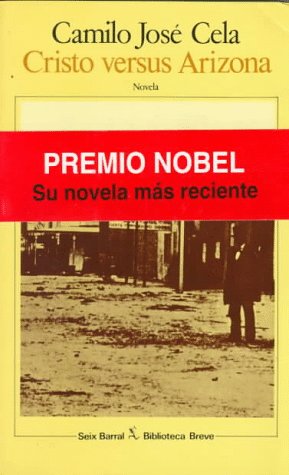 Camilo José Cela
Cristo versus Arizona
Novela
PREMIO NOBEL
Su novela más reciente
Seix Barral Biblioteca Breve